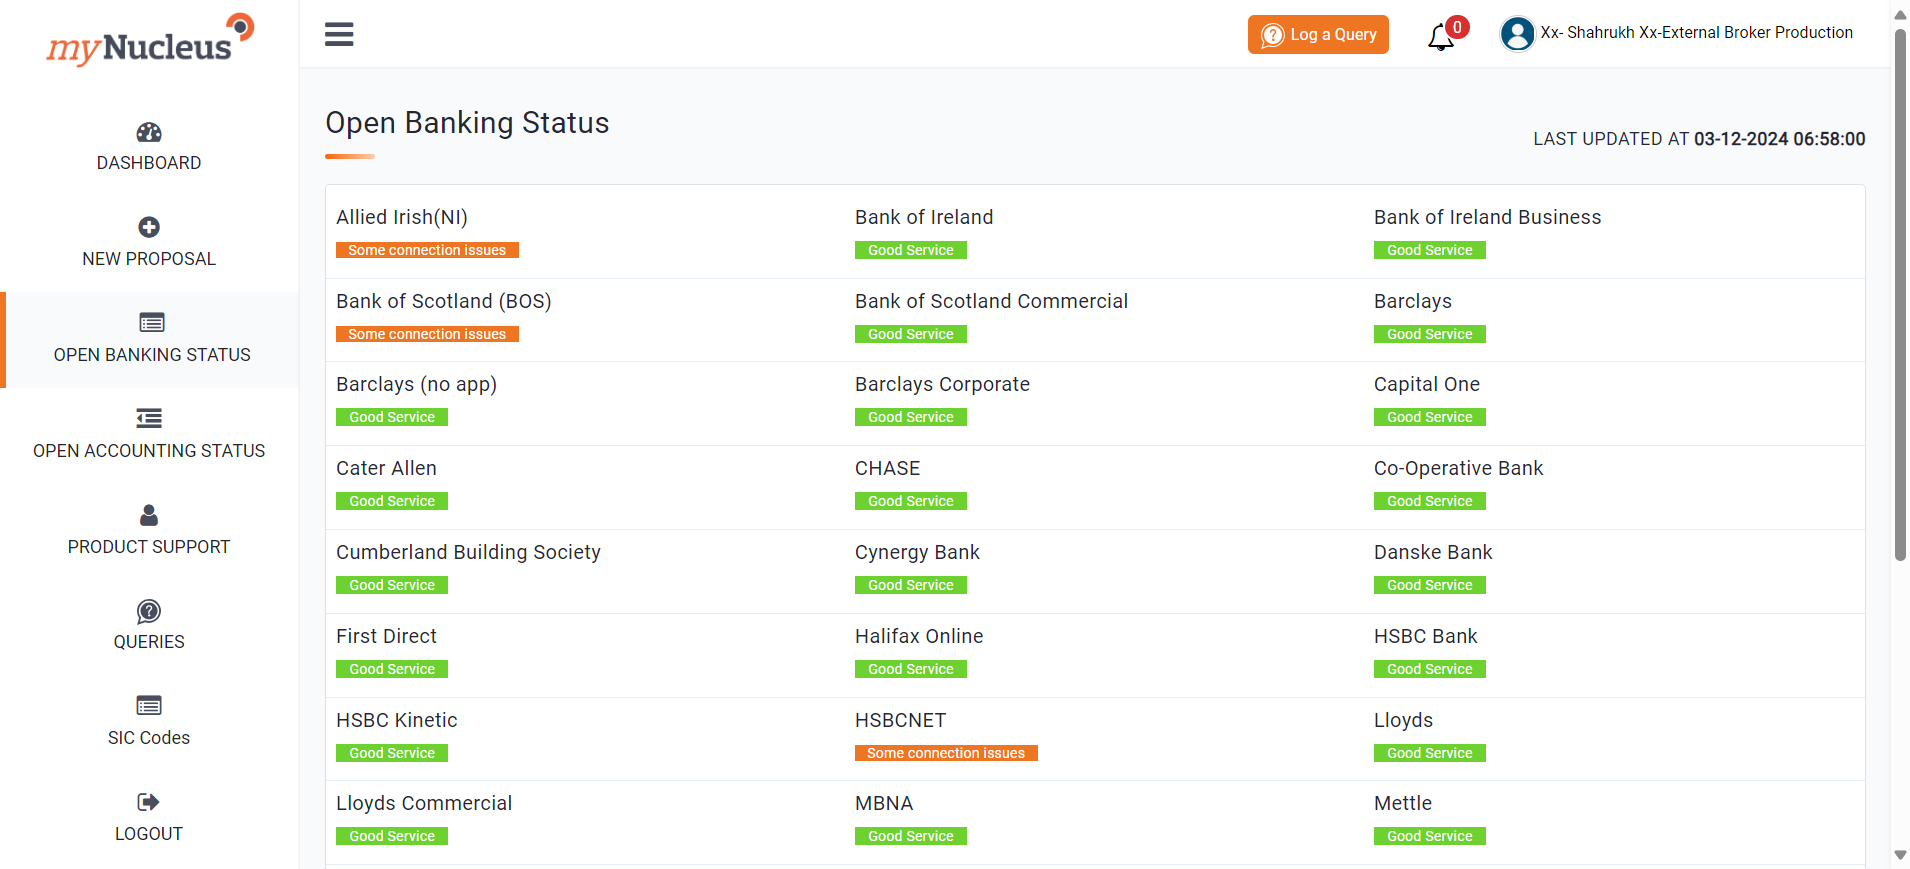 myNucleus
Log a Query
0
Xx- Shahrukh Xx-External Broker Production
DASHBOARD
NEW PROPOSAL
OPEN BANKING STATUS
OPEN ACCOUNTING STATUS
PRODUCT SUPPORT
QUERIES
SIC Codes
LOGOUT
Open Banking Status
LAST UPDATED AT 03-12-2024 06:58:00
Allied Irish(NI)
Some connection issues
Bank of Ireland
Good Service
Bank of Ireland Business
Good Service
Bank of Scotland (BOS)
Some connection issues
Bank of Scotland Commercial
Good Service
Barclays
Good Service
Barclays (no app)
Good Service
Barclays Corporate
Good Service
Capital One
Good Service
Cater Allen
Good Service
CHASE
Good Service
Co-Operative Bank
Good Service
Cumberland Building Society
Good Service
Cynergy Bank
Good Service
Danske Bank
Good Service
First Direct
Good Service
Halifax Online
Good Service
HSBC Bank
Good Service
HSBC Kinetic
Good Service
HSBCNET
Some connection issues
Lloyds
Good Service
Lloyds Commercial
Good Service
MBNA
Good Service
Mettle
Good Service